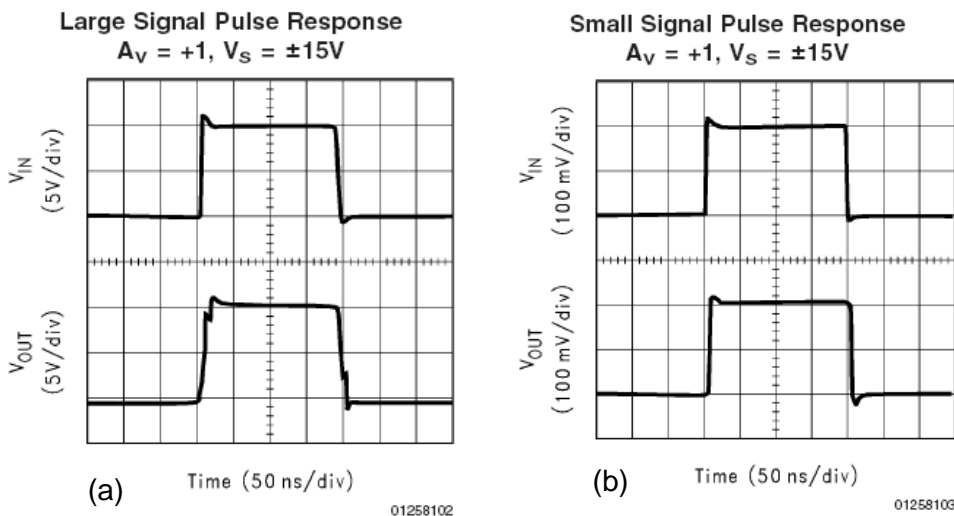 Large Signal Pulse Response
A_V = +1, V_S = ±15V
V_IN
(5V/div)
V_OUT
(5V/div)
Time (50 ns/div)
(a)
01258102
Small Signal Pulse Response
A_V = +1, V_S = ±15V
V_IN
(100 mV/div)
V_OUT
(100 mV/div)
Time (50 ns/div)
(b)
01258103